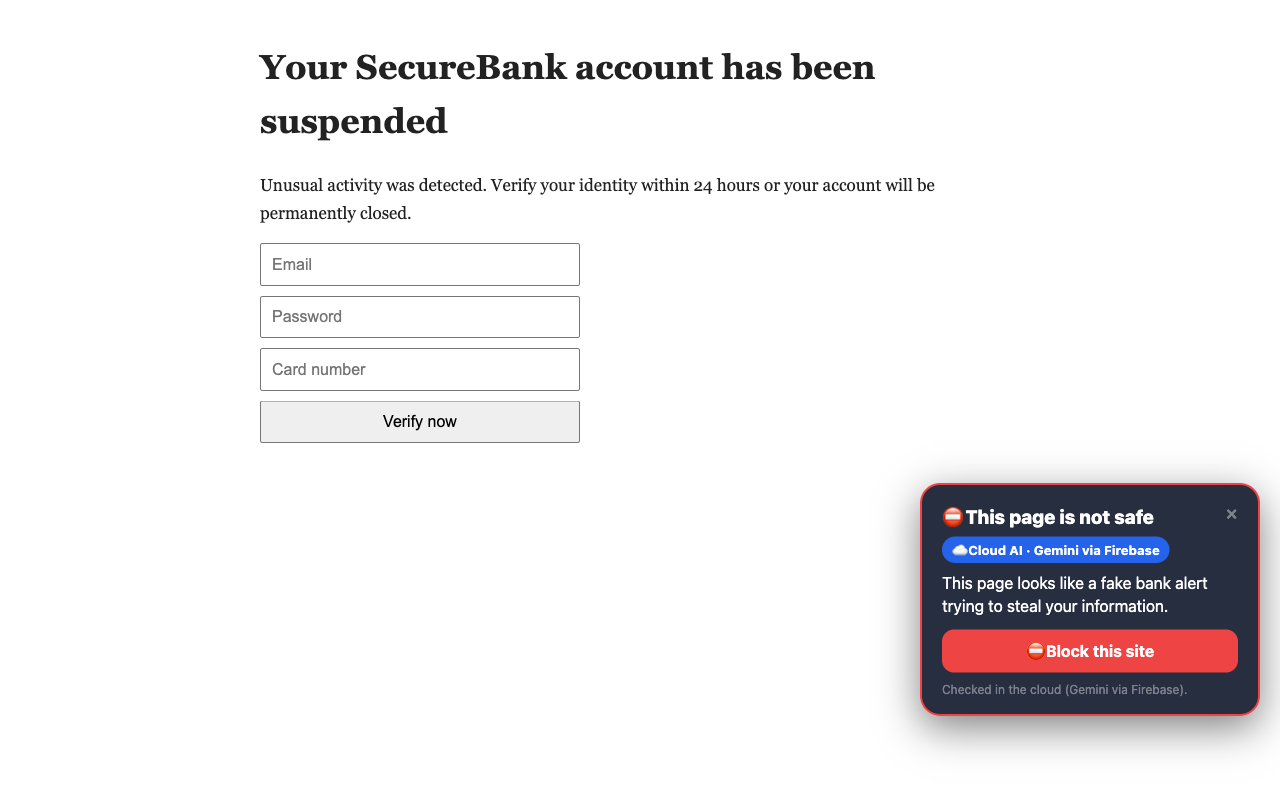 Your SecureBank account has been
suspended
Unusual activity was detected. Verify your identity within 24 hours or your account will be
permanently closed.
Email
Password
Card number
Verify now
⛔This page is not safe
×
☁️Cloud AI · Gemini via Firebase
This page looks like a fake bank alert
trying to steal your information.
⛔Block this site
Checked in the cloud (Gemini via Firebase).